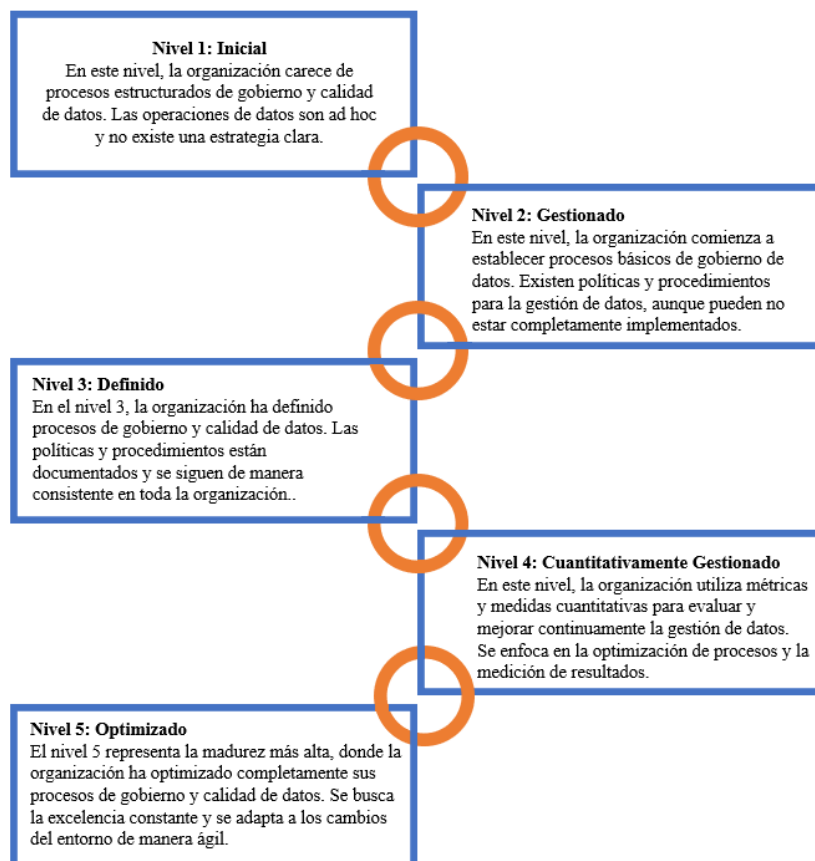 Nivel 1: Inicial
En este nivel, la organización carece de
procesos estructurados de gobierno y calidad
de datos. Las operaciones de datos son ad hoc
y no existe una estrategia clara.
Nivel 2: Gestionado
En este nivel, la organización comienza a
establecer procesos básicos de gobierno de
datos. Existen políticas y procedimientos
para la gestión de datos, aunque pueden no
estar completamente implementados.
Nivel 3: Definido
En el nivel 3, la organización ha definido
procesos de gobierno y calidad de datos. Las
políticas y procedimientos están
documentados y se siguen de manera
consistente en toda la organización..
Nivel 4: Cuantitativamente Gestionado
En este nivel, la organización utiliza métricas
y medidas cuantitativas para evaluar y
mejorar continuamente la gestión de datos.
Se enfoca en la optimización de procesos y la
medición de resultados.
Nivel 5: Optimizado
El nivel 5 representa la madurez más alta, donde la
organización ha optimizado completamente sus
procesos de gobierno y calidad de datos. Se busca
la excelencia constante y se adapta a los cambios
del entorno de manera ágil.